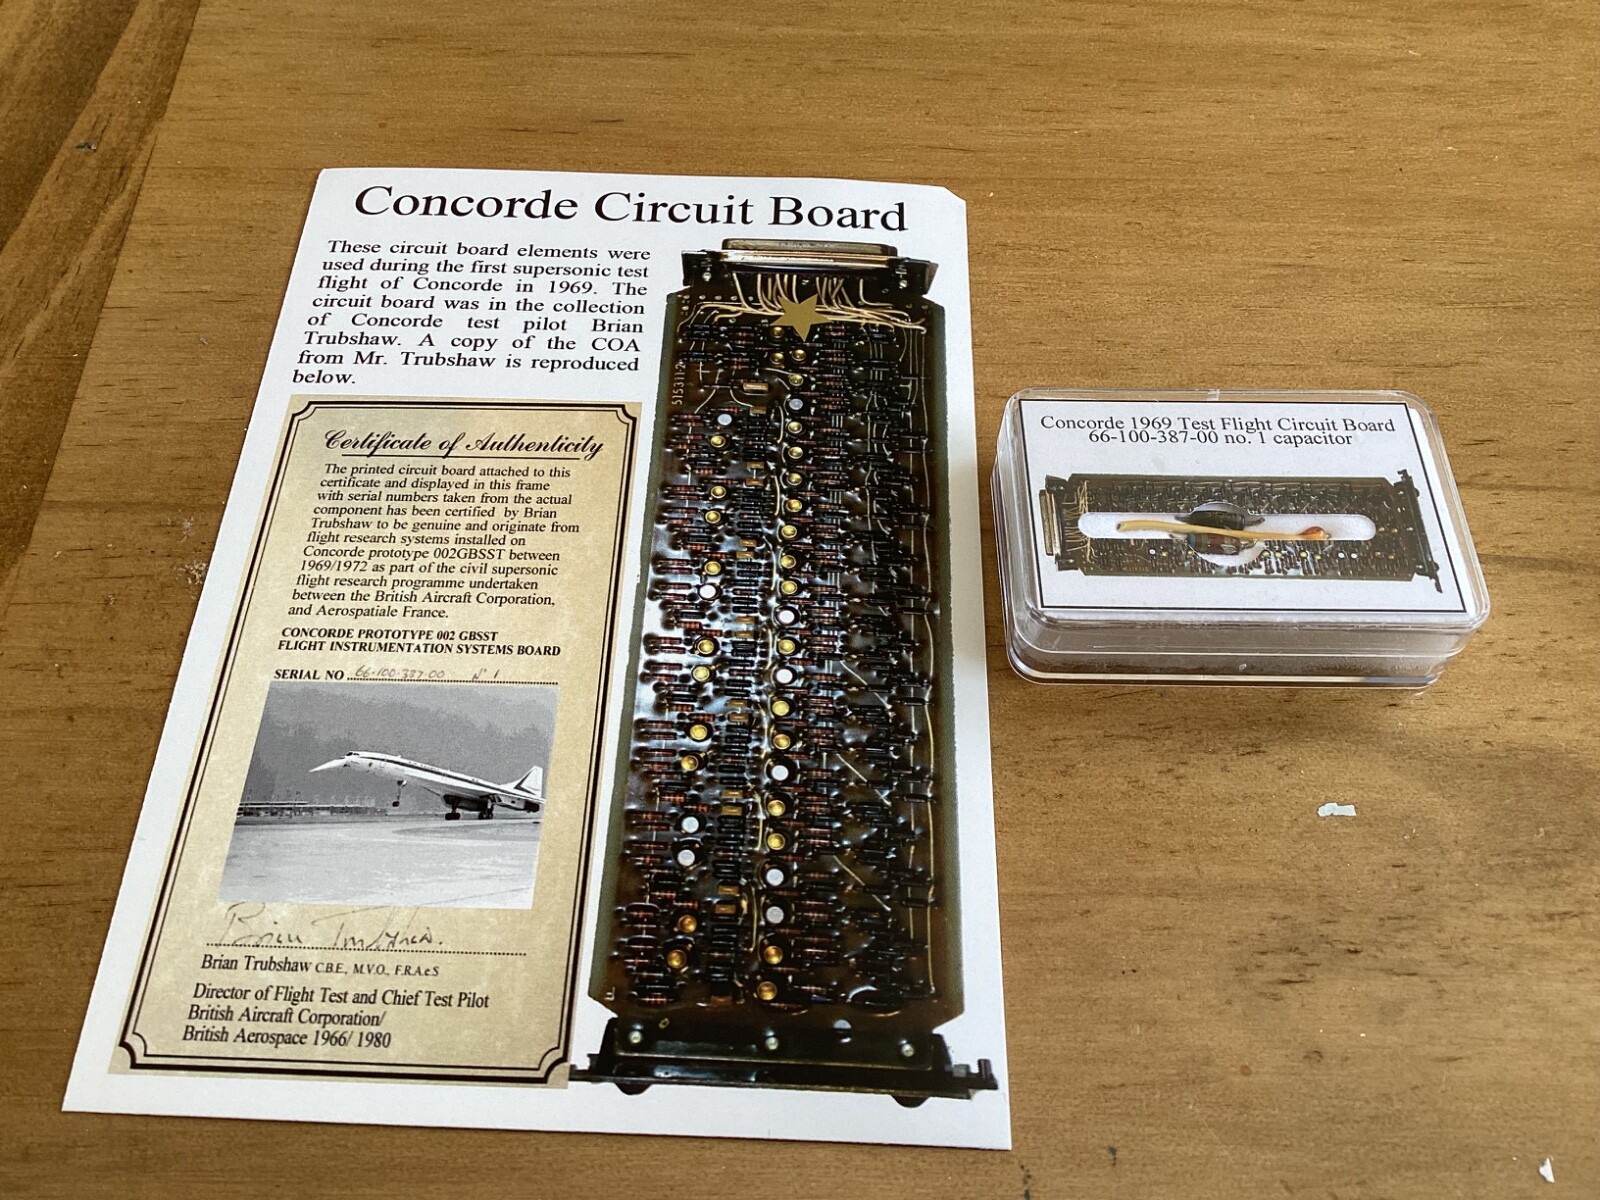 Concorde Circuit Board
These circuit board elements were
used during the first supersonic test
flight of Concorde in 1969. The
circuit board was in the collection
of Concorde test pilot Brian
Trubshaw. A copy of the COA
from Mr. Trubshaw is reproduced
below.
Certificate of Authenticity
The printed circuit board attached to this
certificate and displayed in this frame
with serial numbers taken from the actual
component has been certified by Brian
Trubshaw to be genuine and originate from
flight research systems installed on
Concorde prototype 002GBSST between
1969/1972 as part of the civil supersonic
flight research programme undertaken
between the British Aircraft Corporation,
and Aerospatiale France.
CONCORDE PROTOTYPE 002 GBSST
FLIGHT INSTRUMENTATION SYSTEMS BOARD
SERIAL NO 66-100-387-00 Nº 1
Brian Trubshaw
Brian Trubshaw C.B.E., M.V.O., F.R.A.e.S
Director of Flight Test and Chief Test Pilot
British Aircraft Corporation/
British Aerospace 1966/ 1980
515311-2
Concorde 1969 Test Flight Circuit Board
66-100-387-00 no. 1 capacitor